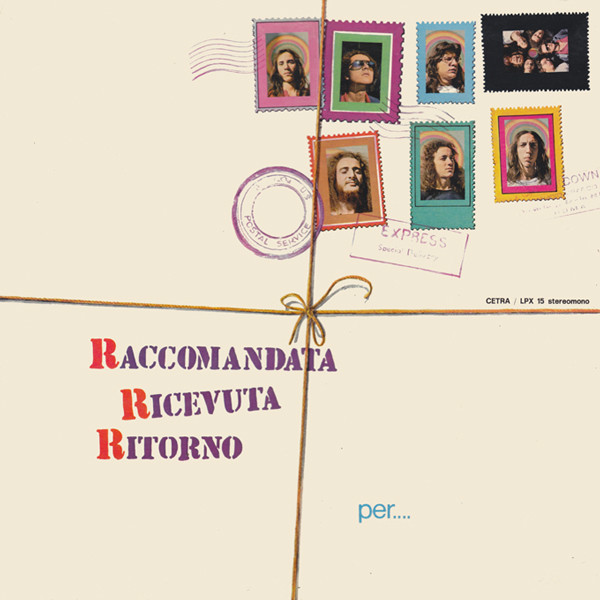 POSTAL SERVICE
EXPRESS
CETRA / LPX 15 stereomono
RACCOMANDATA
RICEVUTA
RITORNO
per....